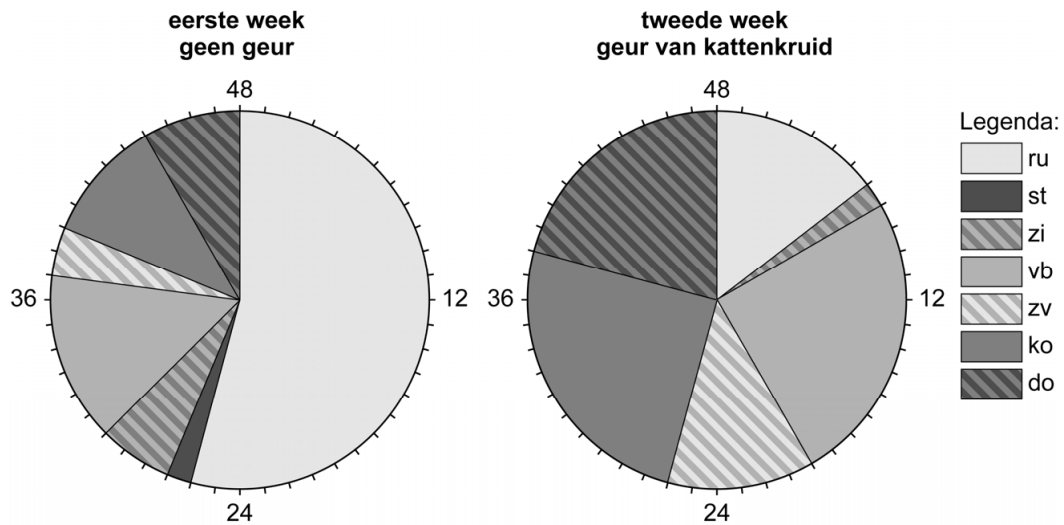 eerste week
geen geur
48
36
12
24
tweede week
geur van kattenkruid
48
36
12
24
Legenda:
ru
st
zi
vb
zv
ko
do